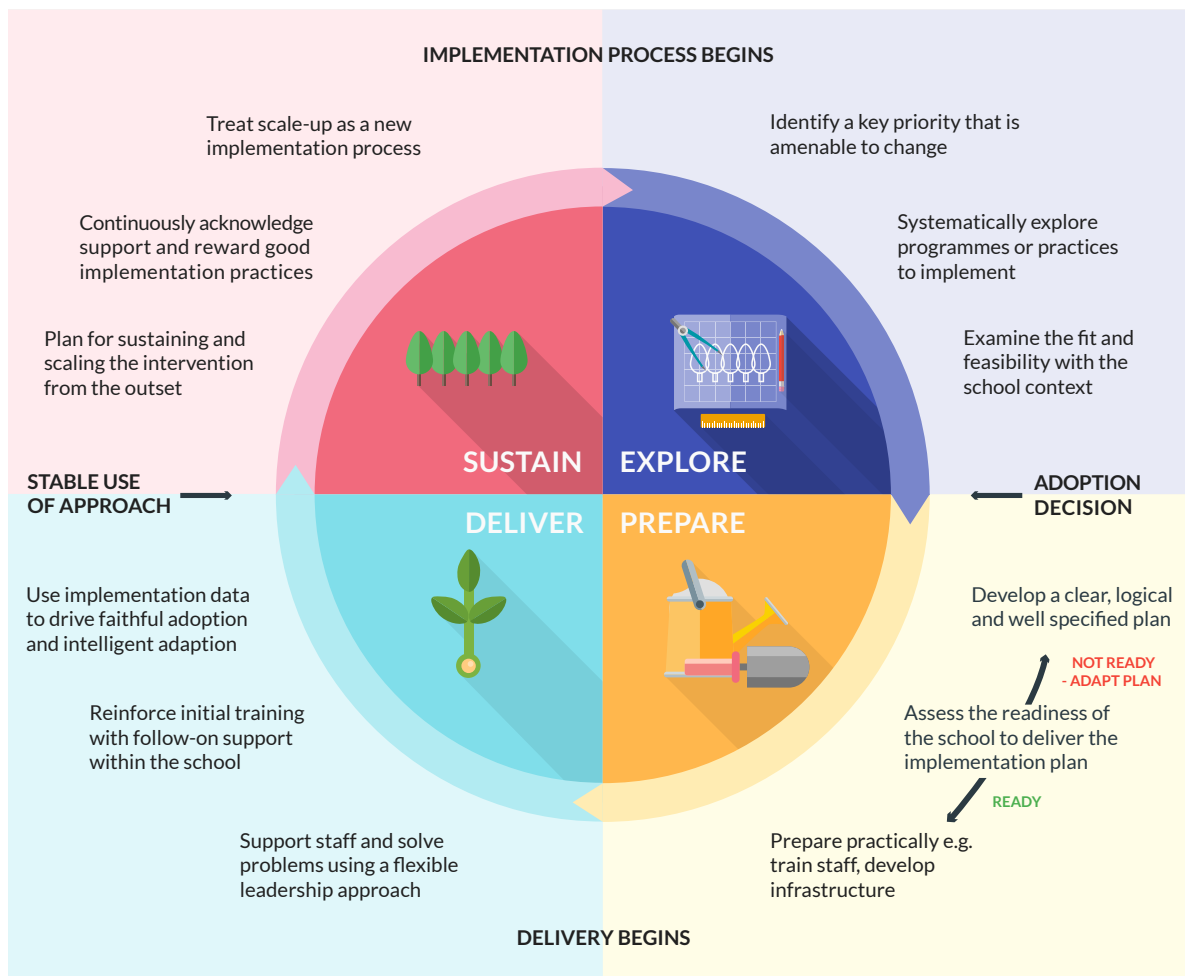 IMPLEMENTATION PROCESS BEGINS
Treat scale-up as a new
implementation process
Continuously acknowledge
support and reward good
implementation practices
Plan for sustaining and
scaling the intervention
from the outset
Identify a key priority that is
amenable to change
Systematically explore
programmes or practices
to implement
Examine the fit and
feasibility with the
school context
SUSTAIN
EXPLORE
STABLE USE
OF APPROACH
ADOPTION
DECISION
DELIVER
PREPARE
Use implementation data
to drive faithful adoption
and intelligent adaption
Reinforce initial training
with follow-on support
within the school
Support staff and solve
problems using a flexible
leadership approach
Develop a clear, logical
and well specified plan
NOT READY
- ADAPT PLAN
Assess the readiness of
the school to deliver the
implementation plan
READY
Prepare practically e.g.
train staff, develop
infrastructure
DELIVERY BEGINS